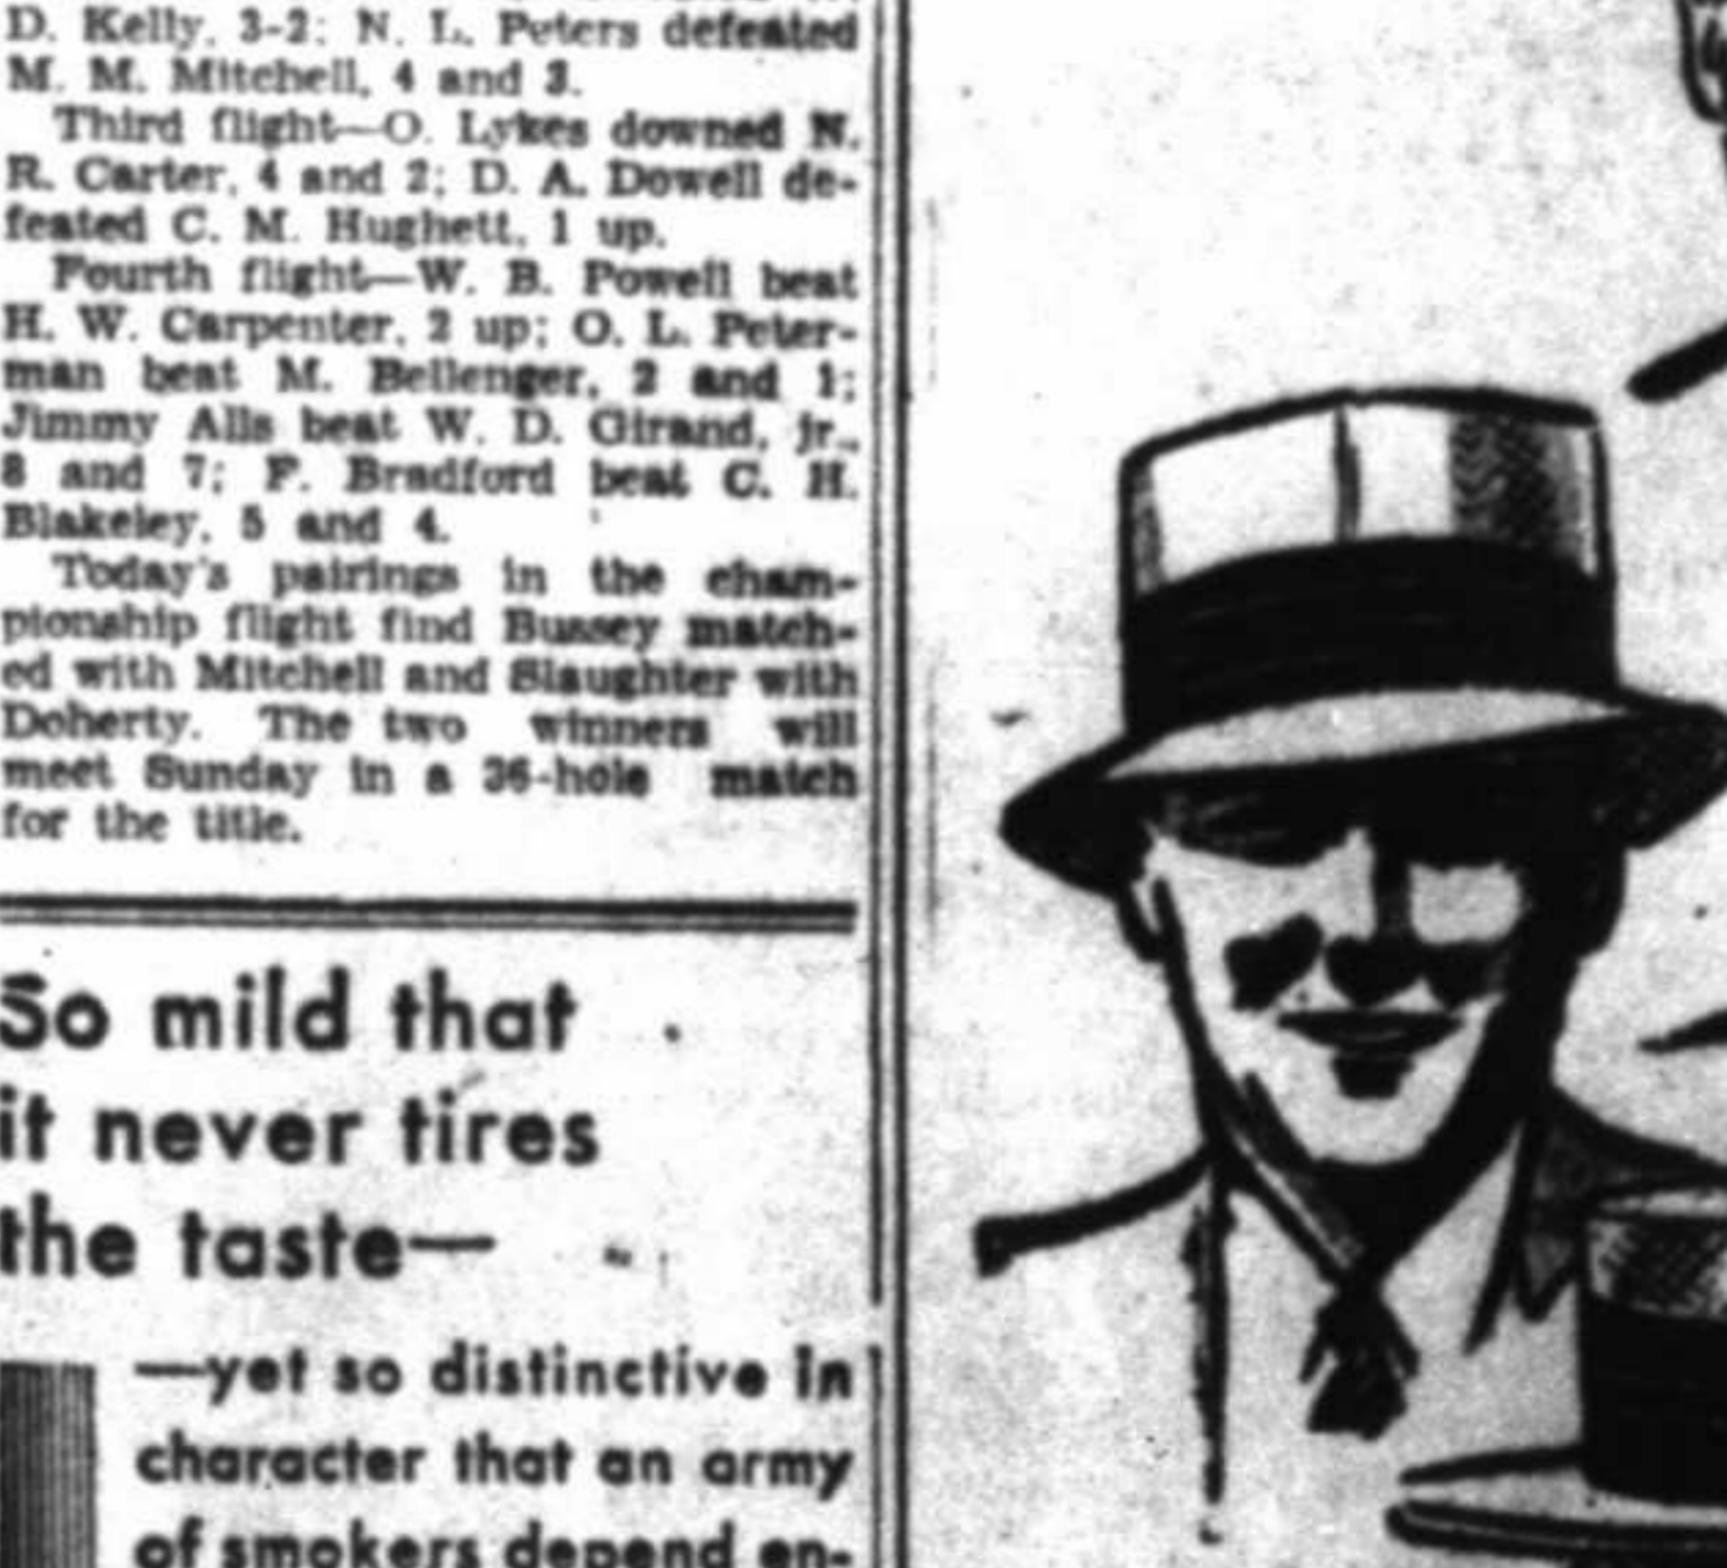 D. Kelly, 3-2; N. L. Peters defeated
M. M. Mitchell, 4 and 3.
Third flight—O. Lykes downed N.
R. Carter, 4 and 2; D. A. Dowell de-
feated C. M. Hughett, 1 up.
Fourth flight—W. B. Powell beat
H. W. Carpenter, 2 up; O. L. Peter-
man beat M. Bellenger, 2 and 1;
Jimmy Alls beat W. D. Girand, jr.,
8 and 7; F. Bradford beat C. H.
Blakeley, 5 and 4.
Today's pairings in the cham-
pionship flight find Bussey match-
ed with Mitchell and Slaughter with
Doherty. The two winners will
meet Sunday in a 36-hole match
for the title.
So mild that
it never tires
the taste—
—yet so distinctive in
character that an army
of smokers depend en-